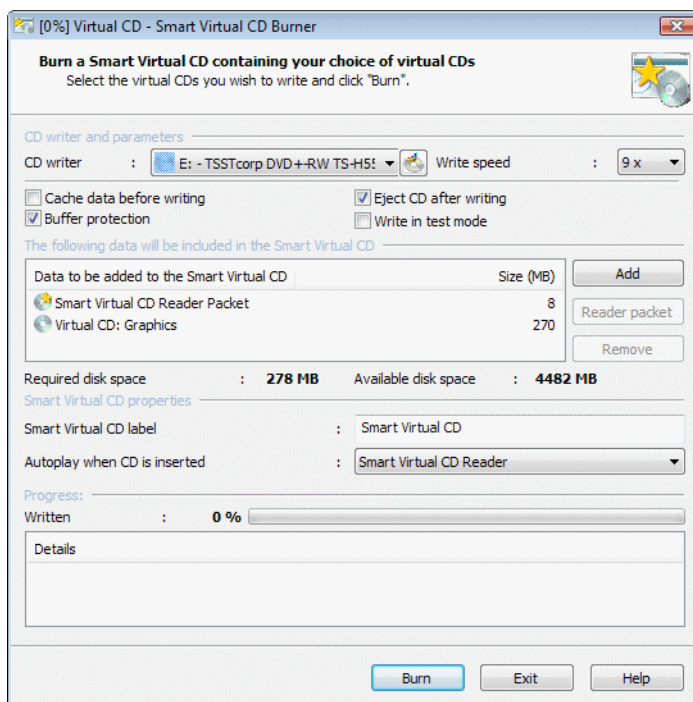 [0%] Virtual CD - Smart Virtual CD Burner
Burn a Smart Virtual CD containing your choice of virtual CDs
Select the virtual CDs you wish to write and click "Burn".
CD writer and parameters
CD writer : E: - TSSTcorp DVD+-RW TS-H55 Write speed : 9 x
Cache data before writing Eject CD after writing
Buffer protection Write in test mode
The following data will be included in the Smart Virtual CD
Data to be added to the Smart Virtual CD Size (MB) Add
Smart Virtual CD Reader Packet 8 Reader packet
Virtual CD: Graphics 270
Remove
Required disk space : 278 MB Available disk space : 4482 MB
Smart Virtual CD properties
Smart Virtual CD label : Smart Virtual CD
Autoplay when CD is inserted : Smart Virtual CD Reader
Progress:
Written : 0 %
Details
Burn Exit Help